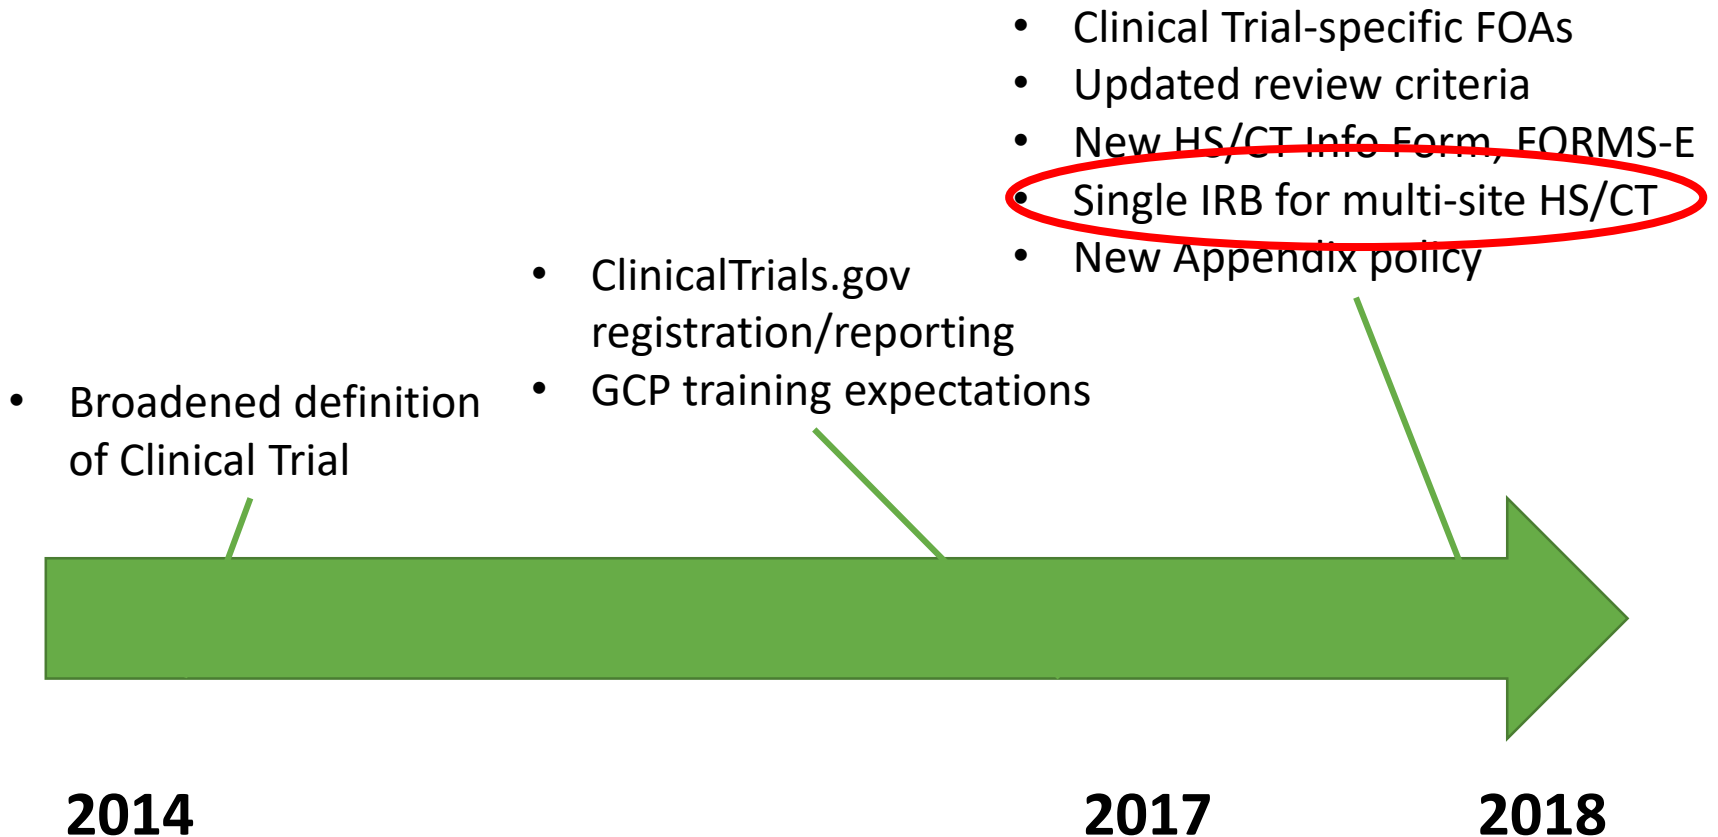 • Clinical Trial-specific FOAs
• Updated review criteria
• New HS/CT Info Form, FORMS-E
• Single IRB for multi-site HS/CT
• New Appendix policy
• ClinicalTrials.gov
registration/reporting
• GCP training expectations
• Broadened definition
of Clinical Trial
2014
2017
2018